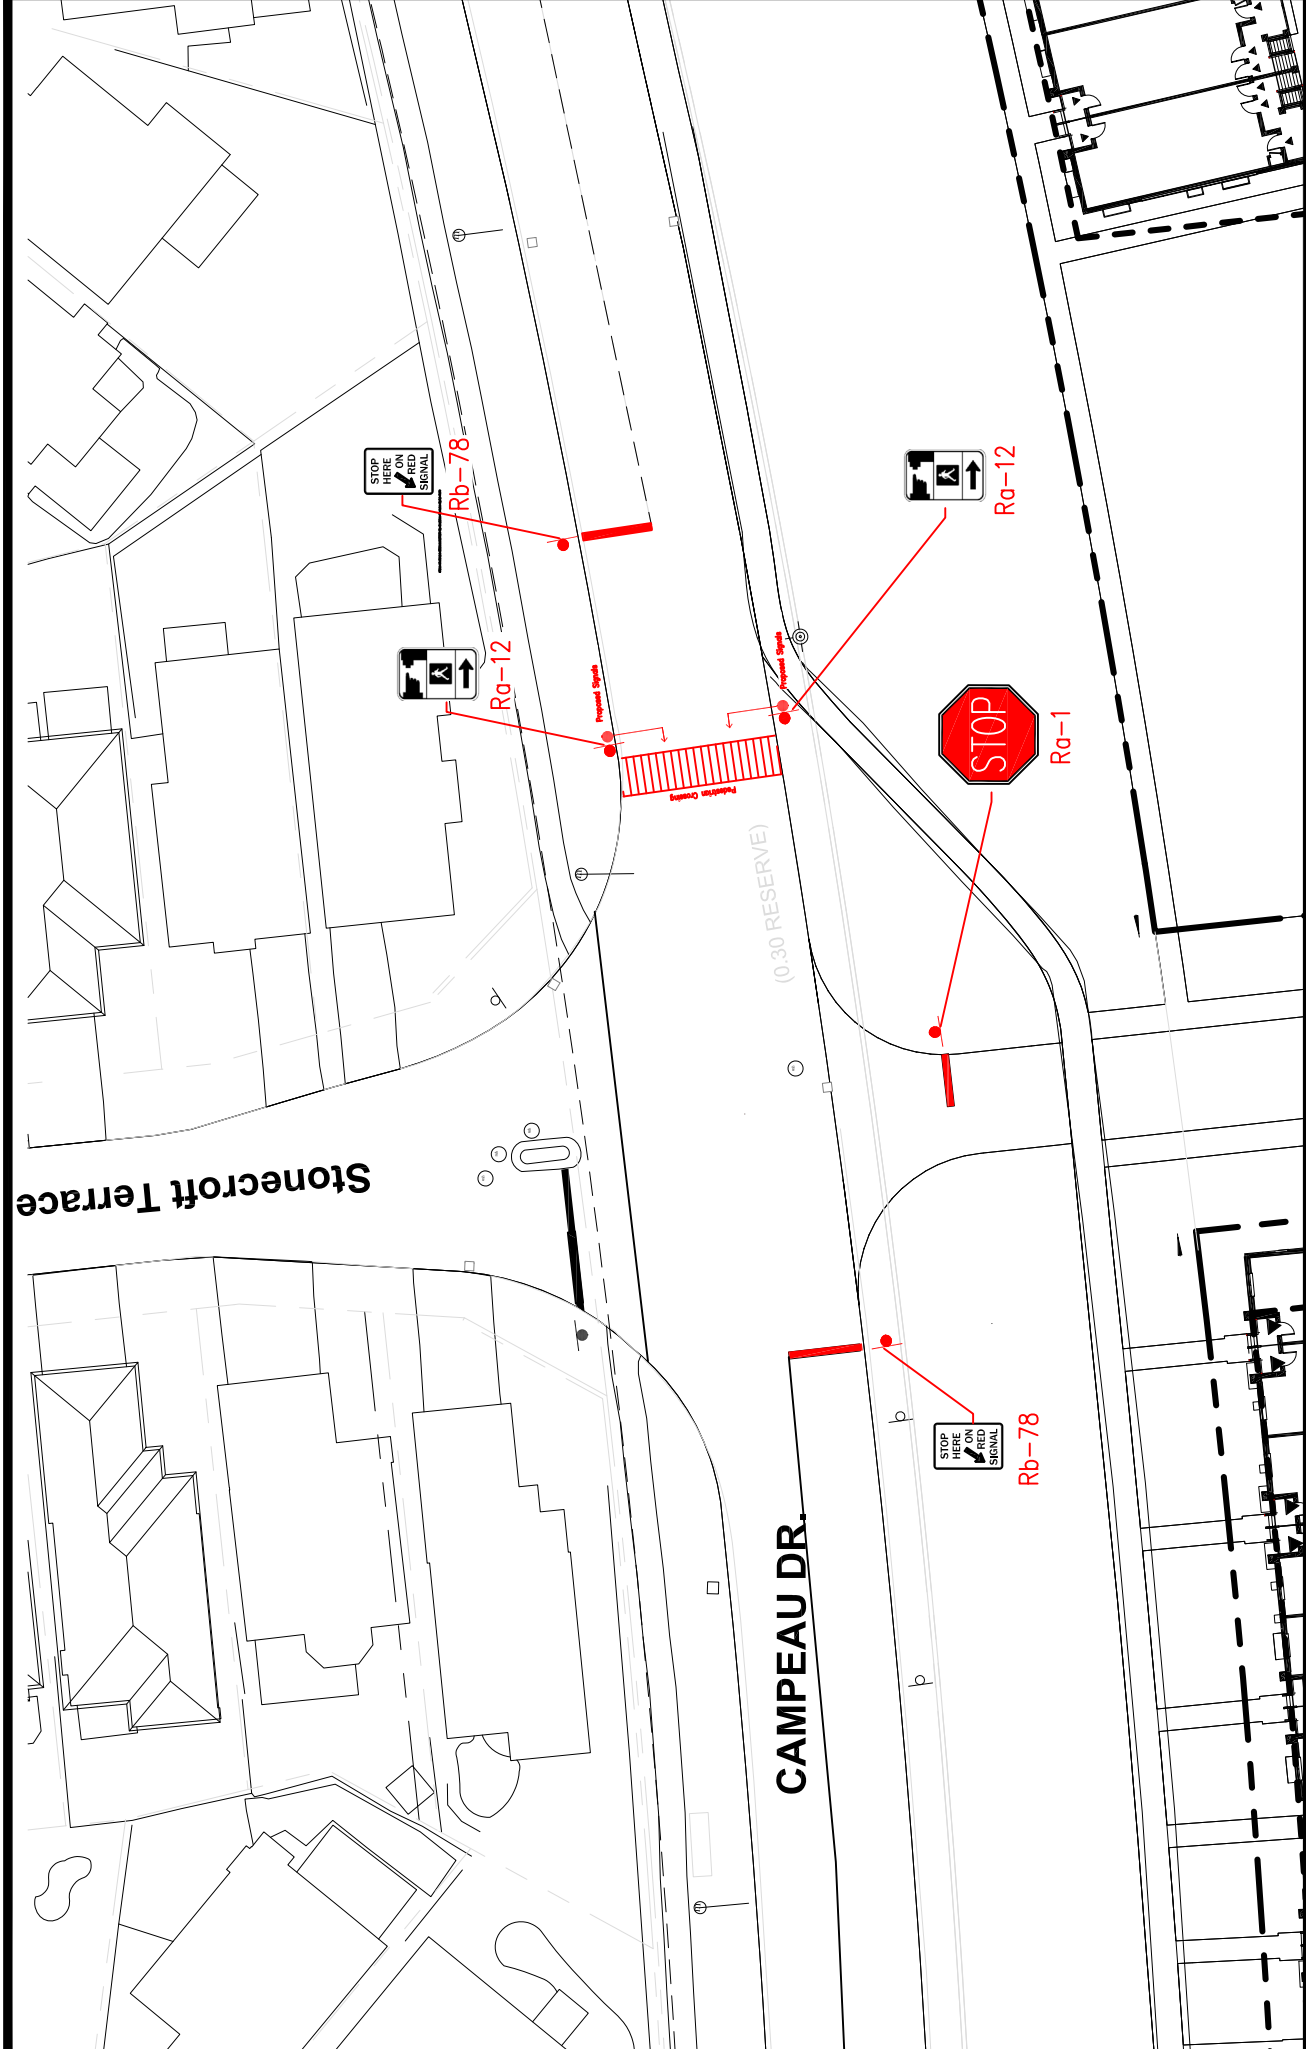 STOP
HERE
ON
RED
SIGNAL
Rb-78
Ra-12
Ra-12
Proposed Signals
Proposed Signals
STOP
Ra-1
Pedestrian Crossing
(0.30 RESERVE)
Stonecroft Terrace
STOP
HERE
ON
RED
SIGNAL
Rb-78
CAMPEAU DR.